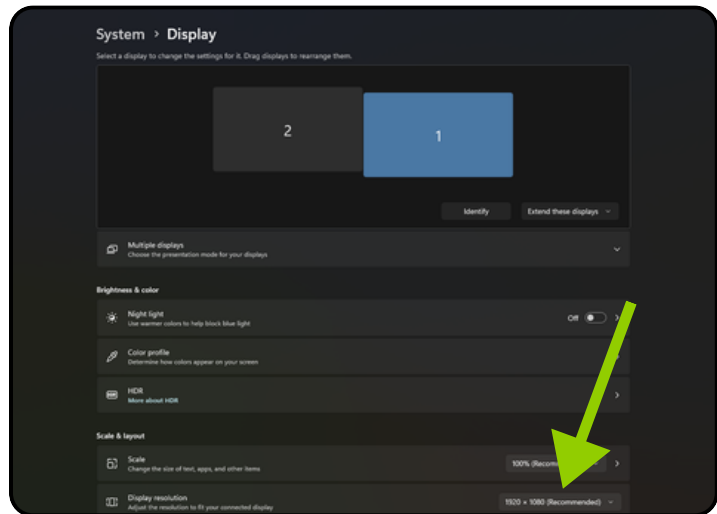 System > Display
Select a display to change the settings for it. Drag displays to rearrange them.
2
1
Identify
Extend these displays
Multiple displays
Choose the presentation mode for your displays
Brightness & color
Night light
Use warmer colors to help block blue light
Off
Color profile
Determine how colors appear on your screen
HDR
HDR
More about HDR
Scale & layout
Scale
Change the size of text, apps, and other items
100%
Display resolution
Adjust the resolution to fit your connected display
1920 × 1080 (Recommended)